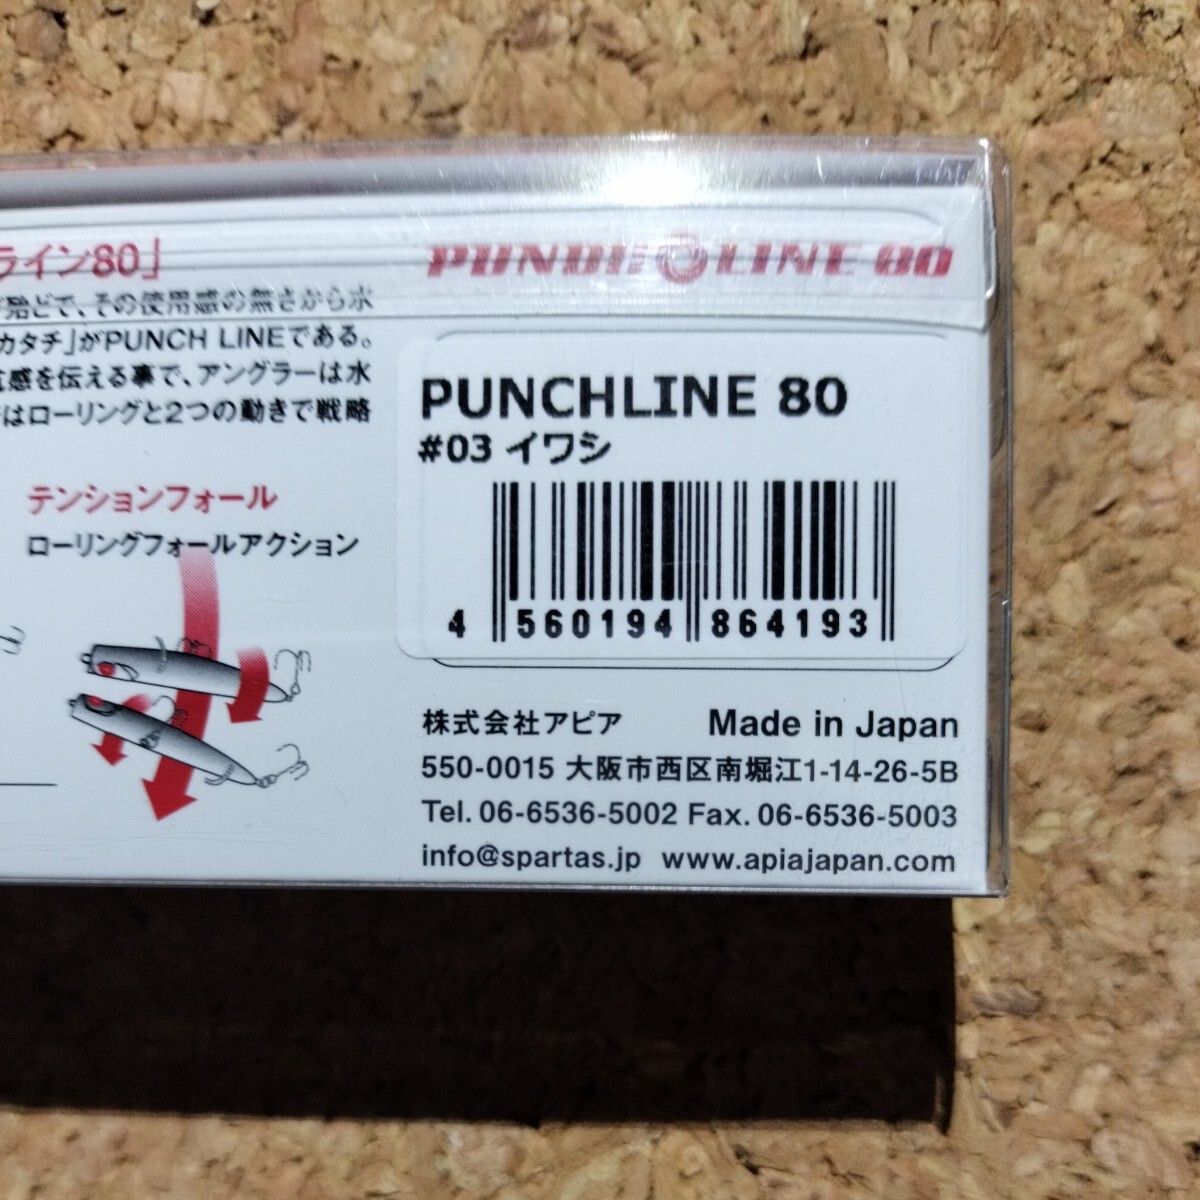 ライン80」
殆どで、その使用感の無さから水
カタチ」がPUNCH LINEである。
感を伝える事で、アングラーは水
はローリングと2つの動きで戦略
テンションフォール
ローリングフォールアクション
PUNCH LINE 80
PUNCHLINE 80
#03 イワシ
4 560194 864193
株式会社アピア Made in Japan
550-0015 大阪市西区南堀江1-14-26-5B
Tel. 06-6536-5002 Fax. 06-6536-5003
info@spartas.jp www.apiajapan.com